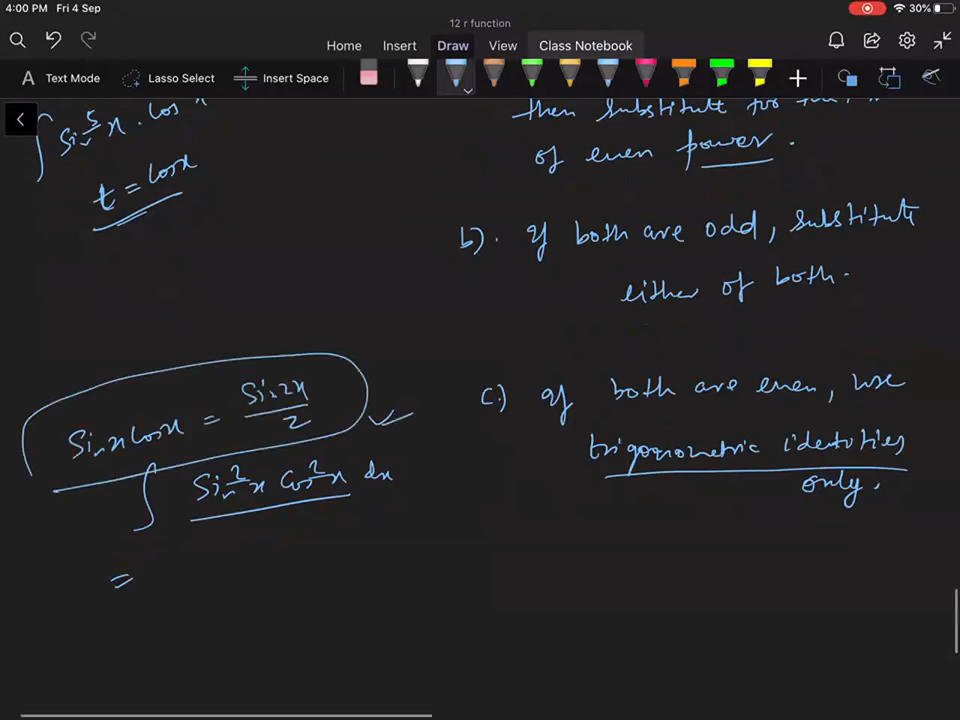 4:00 PM Fri 4 Sep
30%
12 r function
Home Insert Draw View Class Notebook
A Text Mode Lasso Select Insert Space
∫ Sin⁵x . cos x
t = cosx
then substitute for
of even power.
b). If both are odd, substitute
either of both.
Sinx cosx = Sin2x/2
∫ Sin²x Cos²x dx
=
c.) If both are even, use
trigonometric identities
only.